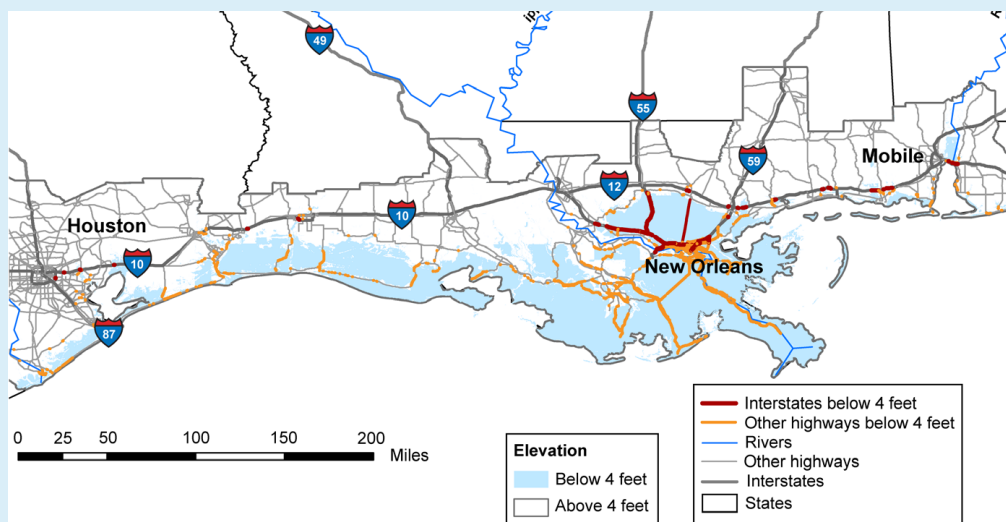 49
55
59
Mobile
12
Houston
10
10
New Orleans
87
0 25 50 100 150 200
Miles
Elevation
Below 4 feet
Above 4 feet
Interstates below 4 feet
Other highways below 4 feet
Rivers
Other highways
Interstates
States